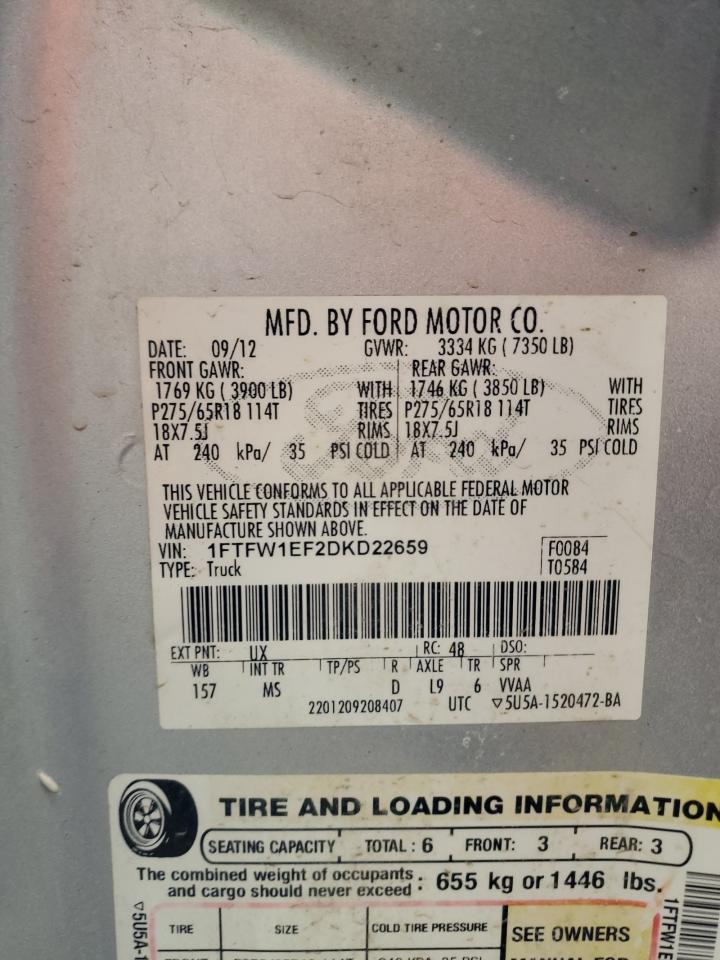 MFD. BY FORD MOTOR CO.
DATE: 09/12 GVWR: 3334 KG ( 7350 LB)
FRONT GAWR: REAR GAWR:
1769 KG ( 3900 LB) WITH 1746 KG ( 3850 LB) WITH
P275/65R18 114T TIRES P275/65R18 114T TIRES
18X7.5J RIMS 18X7.5J RIMS
AT 240 kPa/ 35 PSI COLD AT 240 kPa/ 35 PSI COLD
THIS VEHICLE CONFORMS TO ALL APPLICABLE FEDERAL MOTOR
VEHICLE SAFETY STANDARDS IN EFFECT ON THE DATE OF
MANUFACTURE SHOWN ABOVE.
VIN: 1FTFW1EF2DKD22659 F0084
TYPE: Truck T0584
EXT PNT: UX RC: 48 DSO:
WB INT TR TP/PS R AXLE TR SPR
157 MS D L9 6 VVAA
2201209208407 UTC ▽5U5A-1520472-BA
TIRE AND LOADING INFORMATION
SEATING CAPACITY TOTAL : 6 FRONT: 3 REAR: 3
The combined weight of occupants
and cargo should never exceed : 655 kg or 1446 lbs.
TIRE SIZE COLD TIRE PRESSURE SEE OWNERS
▽5U5A-1
1FTFW1E